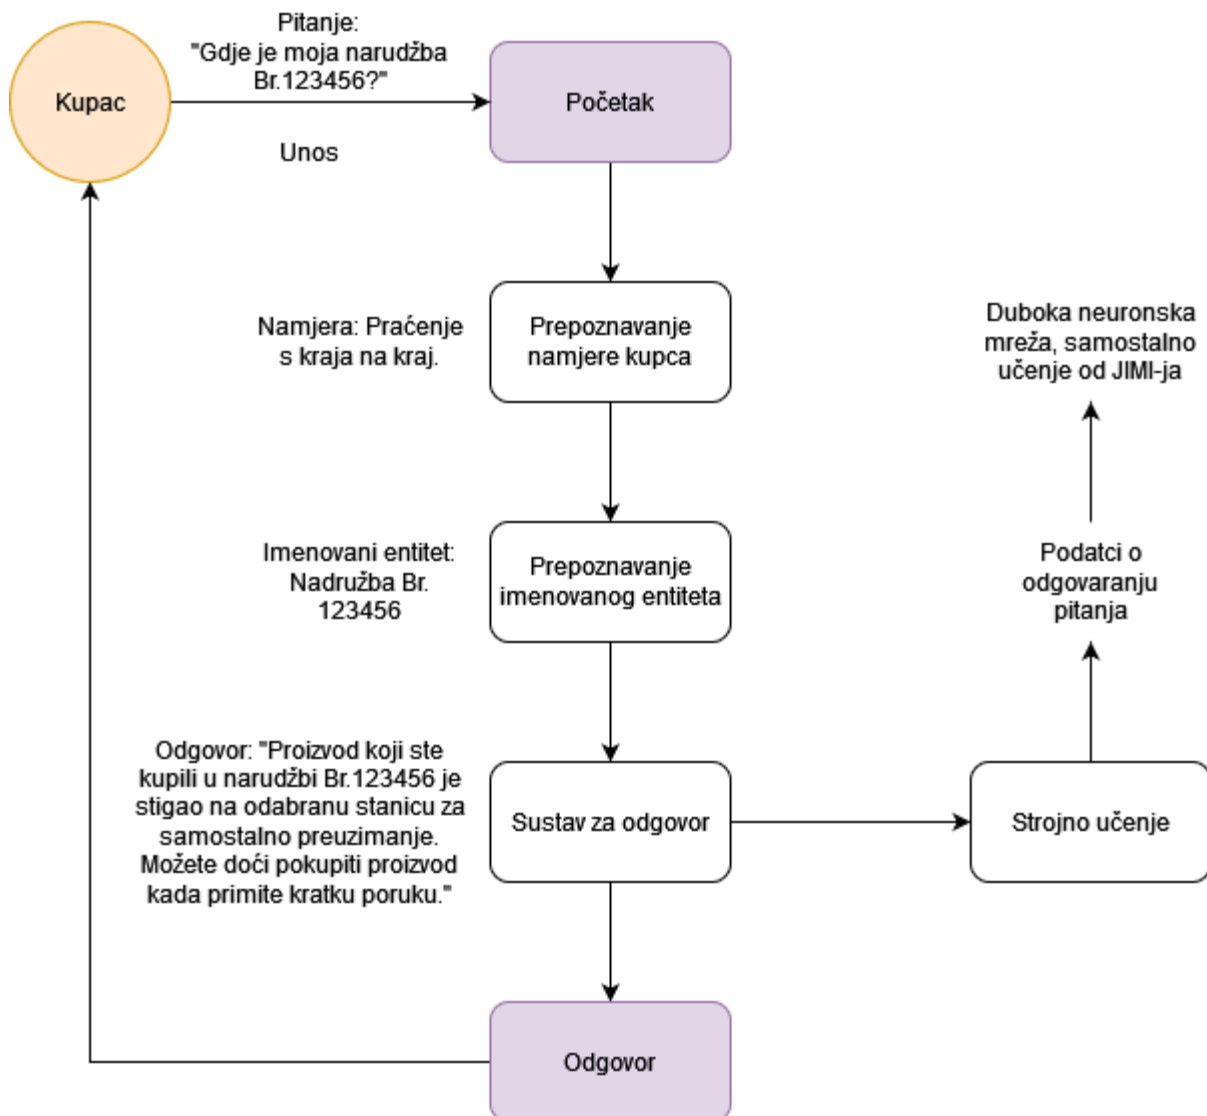 Pitanje:
"Gdje je moja narudžba
Br.123456?"
Kupac
Početak
Unos
Namjera: Praćenje
s kraja na kraj.
Prepoznavanje
namjere kupca
Duboka neuronska
mreža, samostalno
učenje od JIMI-ja
Imenovani entitet:
Nadružba Br.
123456
Prepoznavanje
imenovanog entiteta
Podatci o
odgovaranju
pitanja
Odgovor: "Proizvod koji ste
kupili u narudžbi Br.123456 je
stigao na odabranu stanicu za
samostalno preuzimanje.
Možete doći pokupiti proizvod
kada primite kratku poruku."
Sustav za odgovor
Strojno učenje
Odgovor